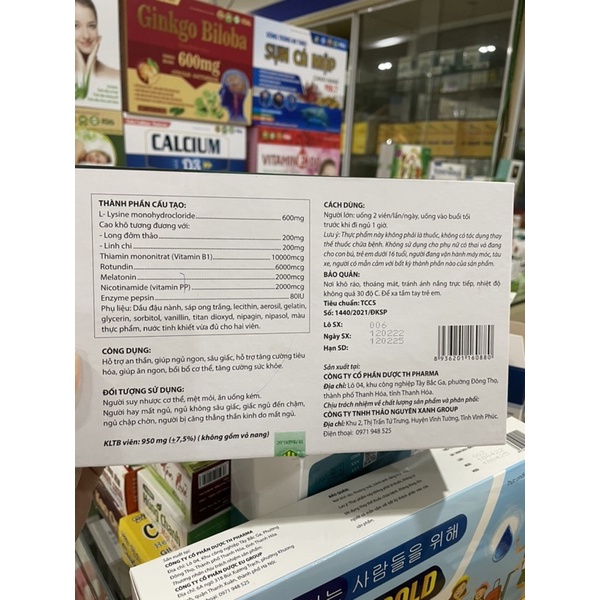 Ginkgo Biloba
600mg
SỤN CÁ MẬP
CALCIUM
D3
VITAMIN
THÀNH PHẦN CẤU TẠO:
L- Lysine monohydrocloride 600mg
Cao khô tương đương với:
- Long đởm thảo 200mg
- Linh chi 200mg
Thiamin mononitrat (Vitamin B1) 10000mcg
Rotundin 6000mcg
Melatonin 2000mcg
Nicotinamide (vitamin PP) 2000mcg
Enzyme pepsin 80IU
Phụ liệu: Dầu đậu nành, sáp ong trắng, lecithin, aerosil, gelatin,
glycerin, sorbitol, vanillin, titan dioxyd, nipagin, nipasol, màu
thực phẩm, nước tinh khiết vừa đủ cho hai viên.
CÔNG DỤNG:
Hỗ trợ an thần, giúp ngủ ngon, sâu giấc, hỗ trợ tăng cường tiêu
hóa, giúp ăn ngon, bồi bổ cơ thể, tăng cường sức khỏe.
ĐỐI TƯỢNG SỬ DỤNG:
Người suy nhược cơ thể, mệt mỏi, ăn uống kém.
Người hay mất ngủ, ngủ không sâu giấc, giấc ngủ đến chậm,
ngủ chập chờn, người bị căng thẳng thần kinh do mất ngủ.
KLTB viên: 950 mg (±7,5%) ( không gồm vỏ nang)
CÁCH DÙNG:
Người lớn: uống 2 viên/lần/ngày, uống vào buổi tối
trước khi đi ngủ 1 giờ.
Lưu ý: Thực phẩm này không phải là thuốc, không có tác dụng thay
thế thuốc chữa bệnh. Không sử dụng cho phụ nữ có thai và đang
cho con bú, trẻ em dưới 16 tuổi, người đang vận hành máy móc, tàu
xe, người có mẫn cảm với bất kỳ thành phần nào của sản phẩm.
BẢO QUẢN:
Nơi khô ráo, thoáng mát, tránh ánh nắng trực tiếp, nhiệt độ
không quá 30 độ C. Để xa tầm tay trẻ em.
Tiêu chuẩn: TCCS
Số: 1440/2021/ĐKSP
Lô SX: 006
Ngày SX: 120222
Hạn SD: 120225
8 936201 160880
Sản xuất tại:
CÔNG TY CỔ PHẦN DƯỢC TH PHARMA
Địa chỉ: Lô 04, khu công nghiệp Tây Bắc Ga, phường Đông Thọ,
thành phố Thanh Hóa, tỉnh Thanh Hóa.
Chịu trách nhiệm về chất lượng sản phẩm và phân phối:
CÔNG TY TNHH THẢO NGUYÊN XANH GROUP
Địa chỉ: Khu 2, Thị Trấn Tứ Trưng, Huyện Vĩnh Tường, Tỉnh Vĩnh Phúc.
Điện thoại: 0971 948 525
BẢO QUẢN
Sản xuất tại:
CÔNG TY CỔ PHẦN DƯỢC TH PHARMA
CÔNG TY CỔ PHẦN DƯỢC EU GROUP
사람들을 위해
GOLD